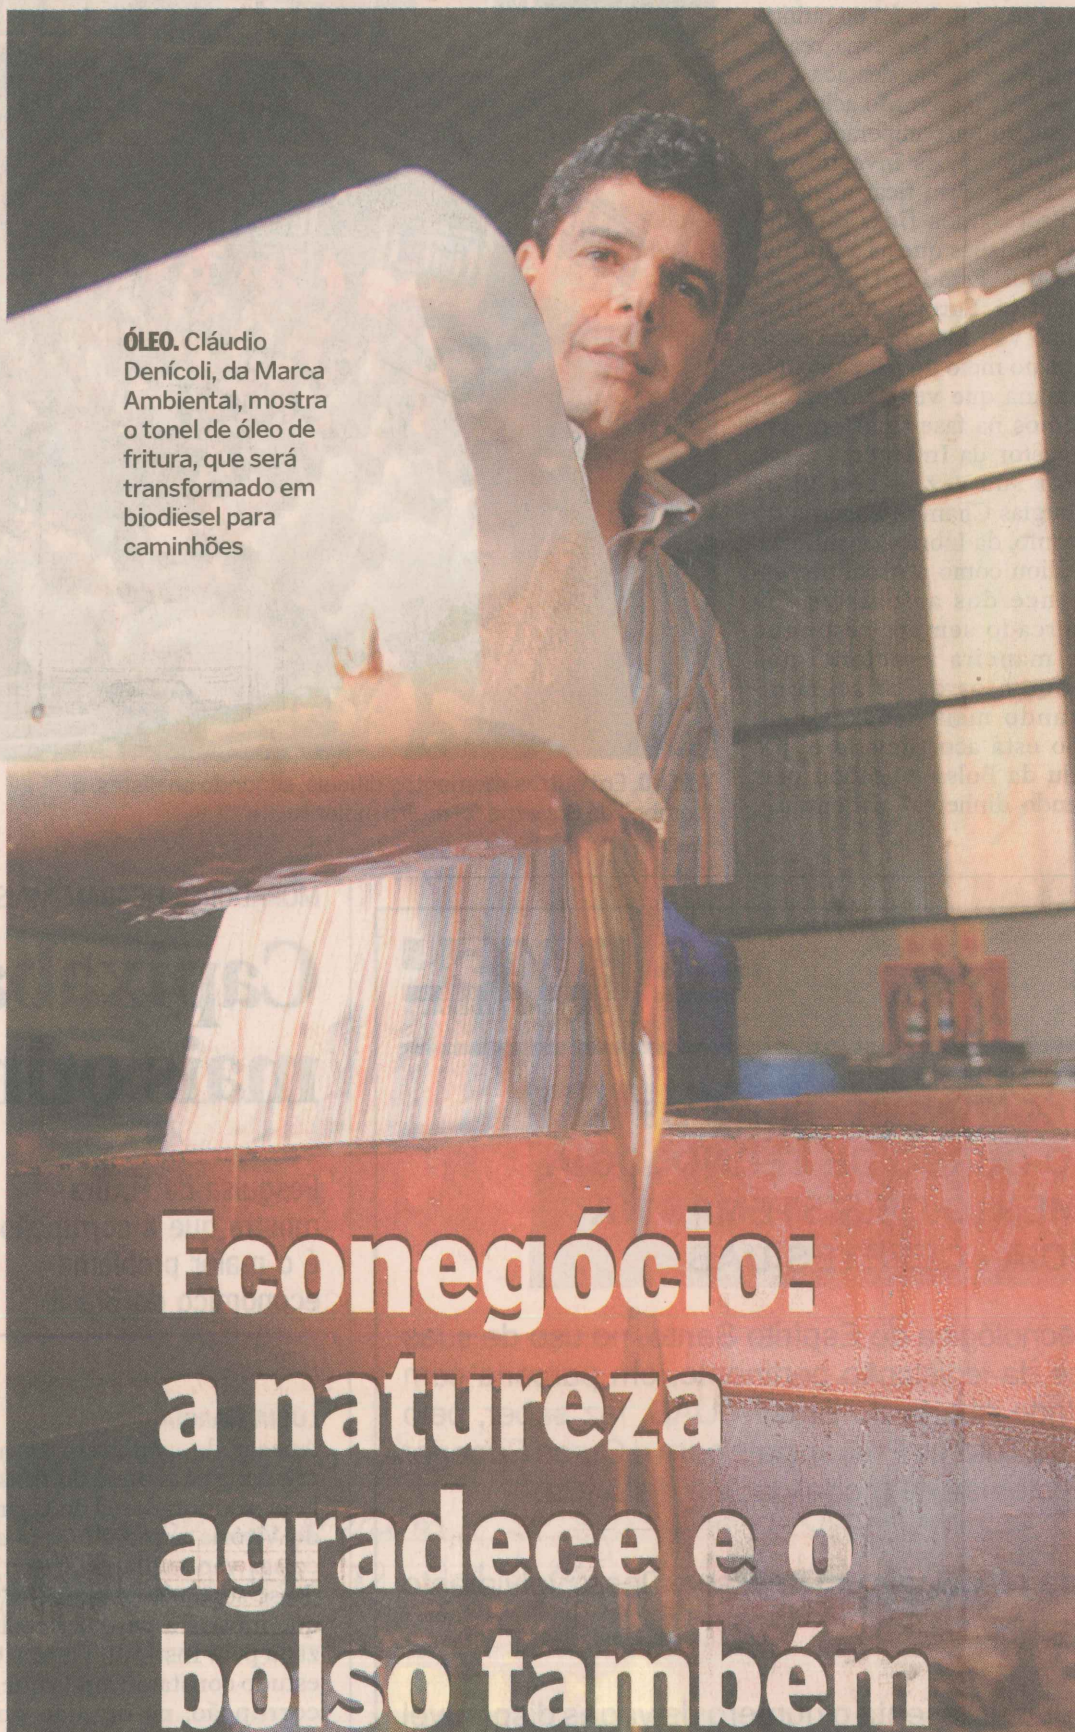 ÓLEO. Cláudio
Denícoli, da Marca
Ambiental, mostra
o tonel de óleo de
fritura, que será
transformado em
biodiesel para
caminhões
Econegócio:
a natureza
agradece e o
bolso também